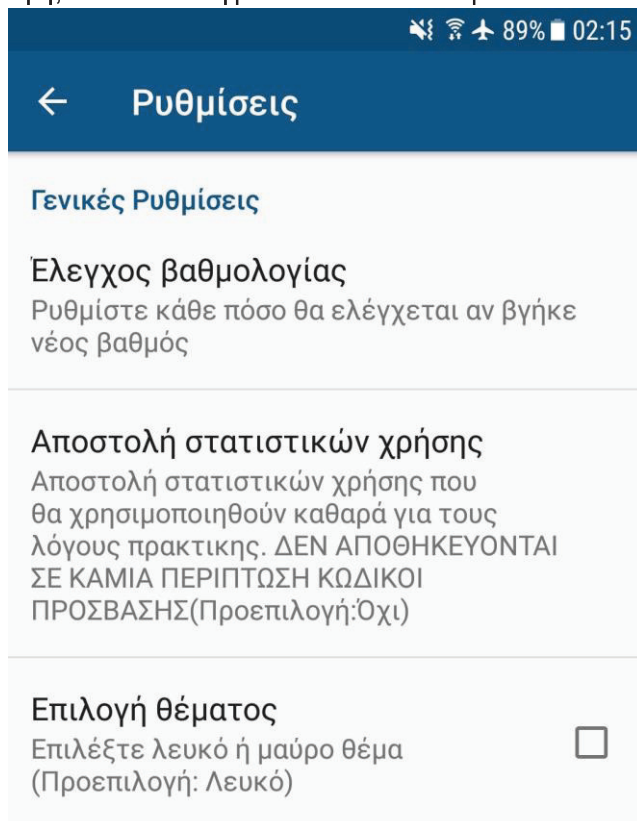 89% 02:15
Ρυθμίσεις
Γενικές Ρυθμίσεις
Έλεγχος βαθμολογίας
Ρυθμίστε κάθε πόσο θα ελέγχεται αν βγήκε
νέος βαθμός
Αποστολή στατιστικών χρήσης
Αποστολή στατιστικών χρήσης που
θα χρησιμοποιηθούν καθαρά για τους
λόγους πρακτικης. ΔΕΝ ΑΠΟΘΗΚΕΥΟΝΤΑΙ
ΣΕ ΚΑΜΙΑ ΠΕΡΙΠΤΩΣΗ ΚΩΔΙΚΟΙ
ΠΡΟΣΒΑΣΗΣ(Προεπιλογή:Όχι)
Επιλογή θέματος
Επιλέξτε λευκό ή μαύρο θέμα
(Προεπιλογή: Λευκό)